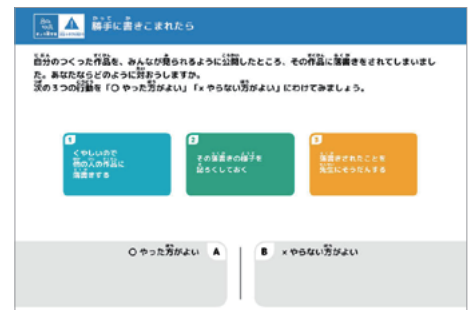 勝手に書きこまれたら
自分のつくった作品を、みんなが見られるように公開したところ、その作品に落書きをされてしまいまし
た。あなたならどのように対おうしますか。
次の３つの行動を「○ やった方がよい」「× やらない方がよい」にわけてみましょう。
1
くやしいので
他の人の作品に
落書きする
2
その落書きの様子を
記ろくしておく
3
落書きされたことを
先生にそうだんする
○ やった方がよい A
B × やらない方がよい